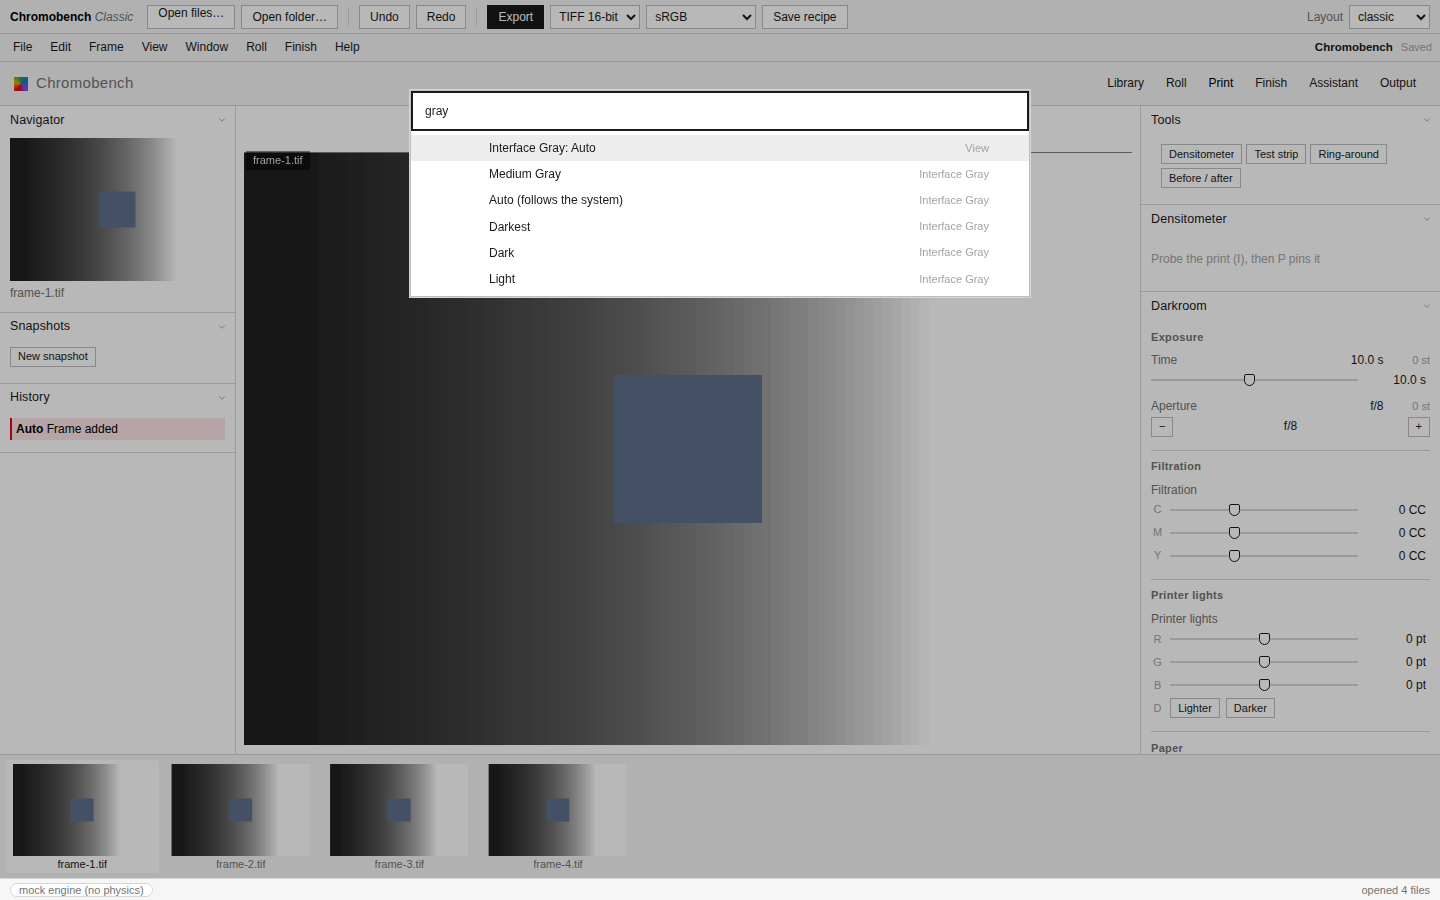 Chromobench Classic Open files… Open folder… Undo Redo Export TIFF 16-bit sRGB Save recipe Layout classic
File Edit Frame View Window Roll Finish Help Chromobench Saved
Chromobench Library Roll Print Finish Assistant Output
gray
Interface Gray: Auto View
Medium Gray Interface Gray
Auto (follows the system) Interface Gray
Darkest Interface Gray
Dark Interface Gray
Light Interface Gray
Navigator
frame-1.tif
Snapshots
New snapshot
History
Auto Frame added
frame-1.tif
Tools
Densitometer Test strip Ring-around
Before / after
Densitometer
Probe the print (I), then P pins it
Darkroom
Exposure
Time 10.0 s 0 st
10.0 s
Aperture f/8 0 st
− f/8 +
Filtration
Filtration
C 0 CC
M 0 CC
Y 0 CC
Printer lights
Printer lights
R 0 pt
G 0 pt
B 0 pt
D Lighter Darker
Paper
frame-1.tif frame-2.tif frame-3.tif frame-4.tif
mock engine (no physics) opened 4 files